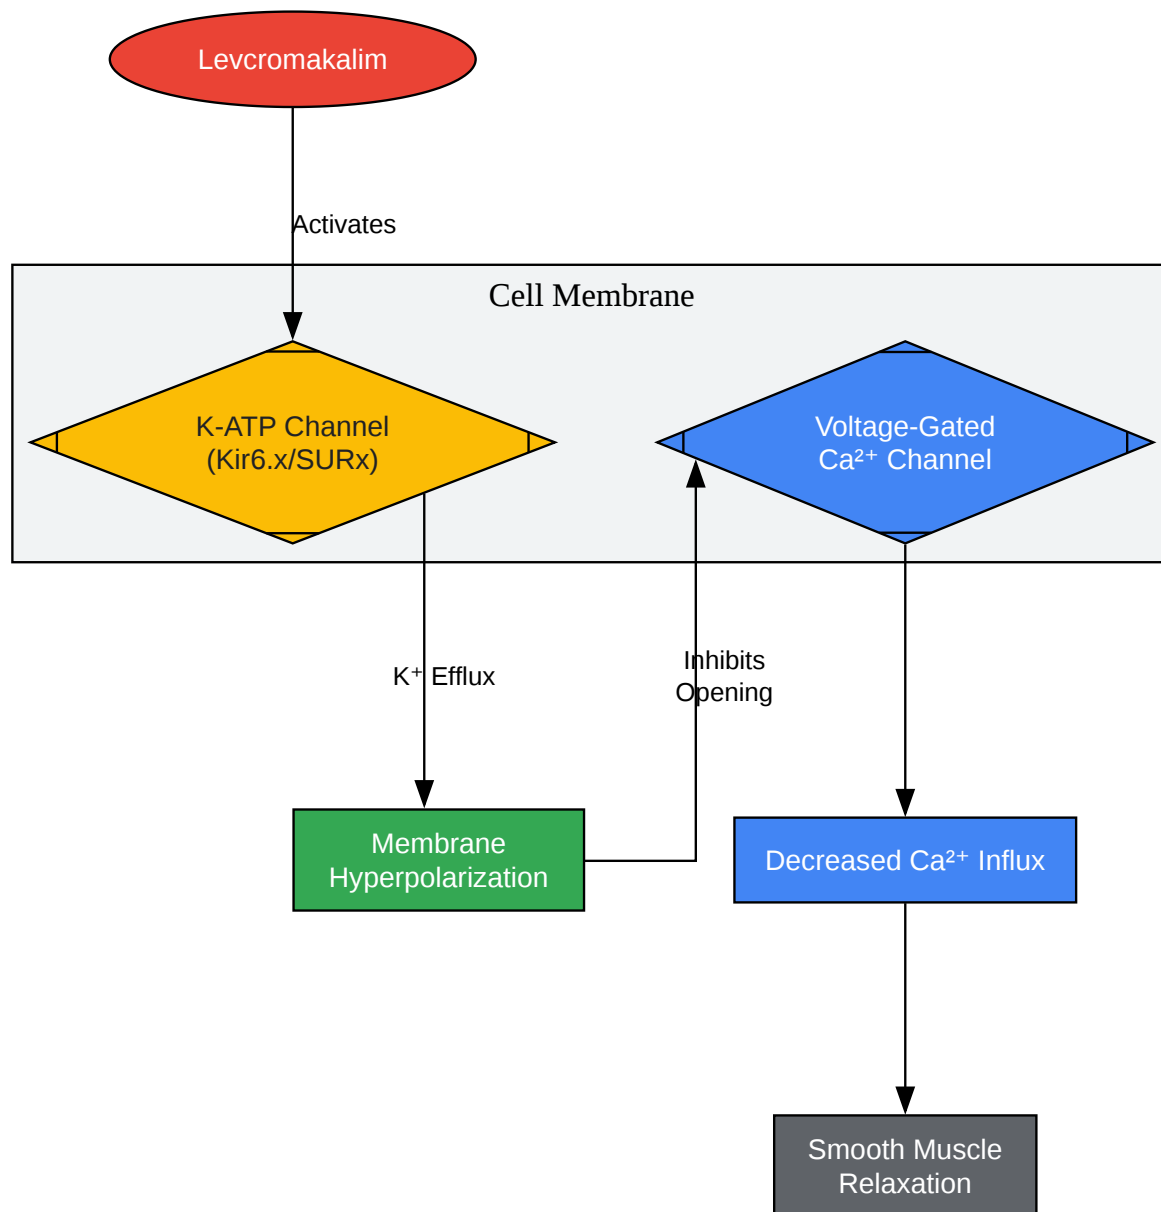 Levcromakalim
Activates
Cell Membrane
K-ATP Channel
(Kir6.x/SURx)
Voltage-Gated
Ca²⁺ Channel
K⁺ Efflux
Inhibits
Opening
Membrane
Hyperpolarization
Decreased Ca²⁺ Influx
Smooth Muscle
Relaxation